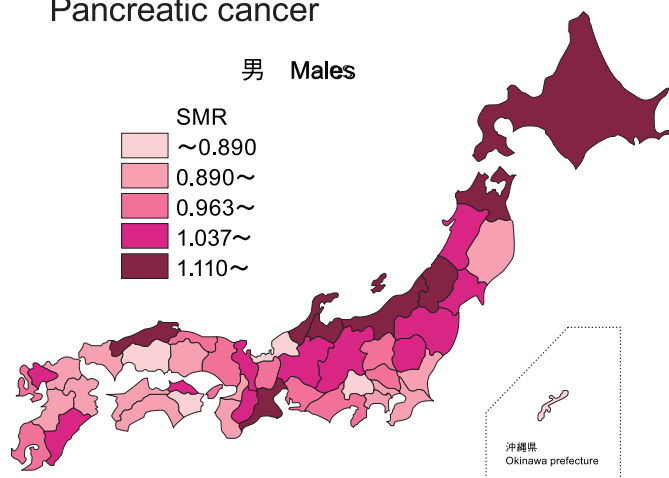 Pancreatic cancer
男 Males
SMR
～0.890
0.890～
0.963～
1.037～
1.110～
沖縄県
Okinawa prefecture